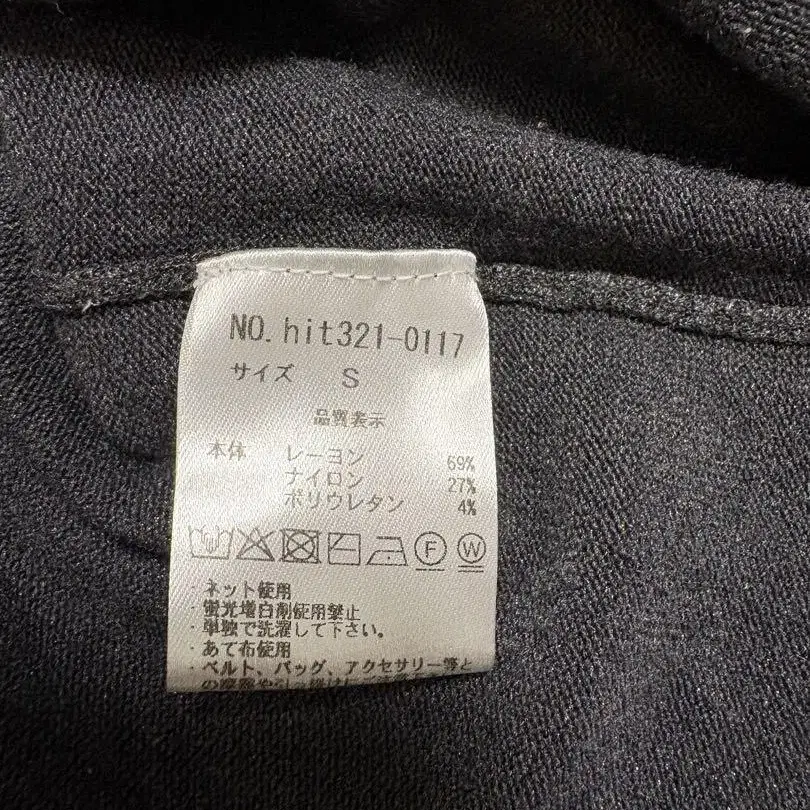 NO. hit321-0117
サイズ S
品質表示
本体 レーヨン 69%
ナイロン 27%
ポリウレタン 4%
F W
・ネット使用
・蛍光増白剤使用禁止
・単独で洗濯して下さい。
・あて布使用
・ベルト、バッグ、アクセサリー等と